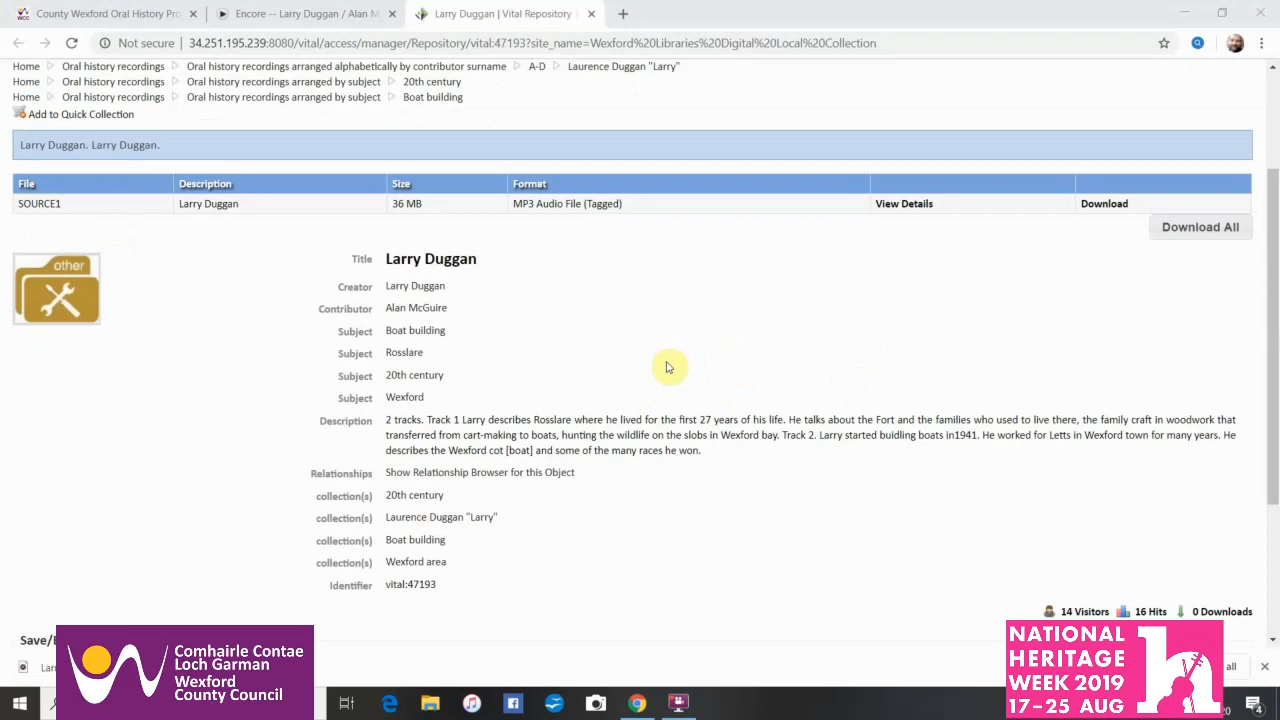 County Wexford Oral History Pro
Encore -- Larry Duggan / Alan M
Larry Duggan | Vital Repository
Not secure | 34.251.195.239:8080/vital/access/manager/Repository/vital:47193?site_name=Wexford%20Libraries%20Digital%20Local%20Collection
Home Oral history recordings Oral history recordings arranged alphabetically by contributor surname A-D Laurence Duggan "Larry"
Home Oral history recordings Oral history recordings arranged by subject 20th century
Home Oral history recordings Oral history recordings arranged by subject Boat building
Add to Quick Collection
Larry Duggan. Larry Duggan.
File Description Size Format
SOURCE1 Larry Duggan 36 MB MP3 Audio File (Tagged) View Details Download
Download All
other
Title Larry Duggan
Creator Larry Duggan
Contributor Alan McGuire
Subject Boat building
Subject Rosslare
Subject 20th century
Subject Wexford
Description 2 tracks. Track 1 Larry describes Rosslare where he lived for the first 27 years of his life. He talks about the Fort and the families who used to live there, the family craft in woodwork that
transferred from cart-making to boats, hunting the wildlife on the slobs in Wexford bay. Track 2. Larry started buidling boats in1941. He worked for Letts in Wexford town for many years. He
describes the Wexford cot [boat] and some of the many races he won.
Relationships Show Relationship Browser for this Object
collection(s) 20th century
collection(s) Laurence Duggan "Larry"
collection(s) Boat building
collection(s) Wexford area
Identifier vital:47193
14 Visitors 16 Hits 0 Downloads
Save/
Lar
all
Comhairle Contae
Loch Garman
Wexford
County Council
NATIONAL
HERITAGE
WEEK 2019
17-25 AUG
h
20
4